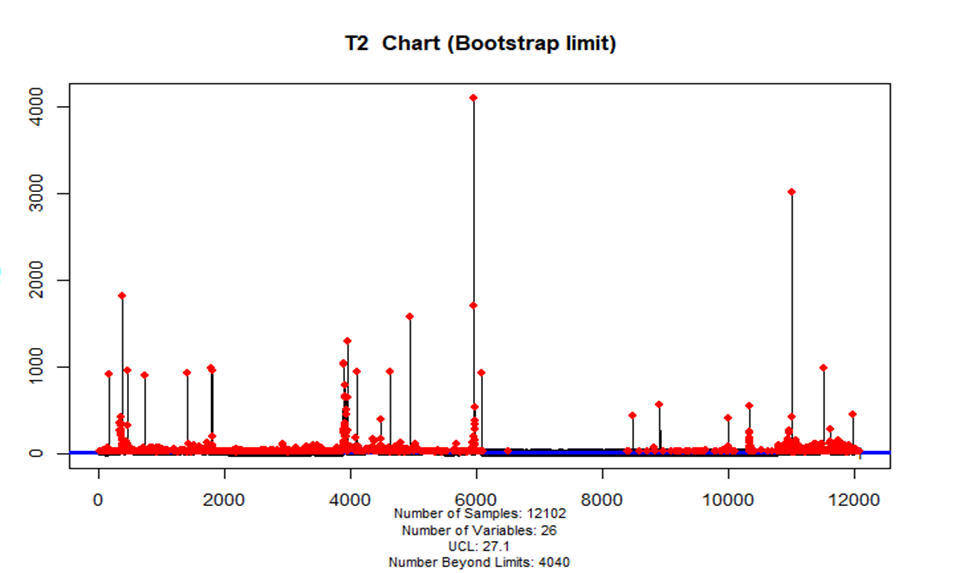 T2 Chart (Bootstrap limit)
4000
3000
2000
1000
0
0 2000 4000 6000 8000 10000 12000
Number of Samples: 12102
Number of Variables: 26
UCL: 27.1
Number Beyond Limits: 4040